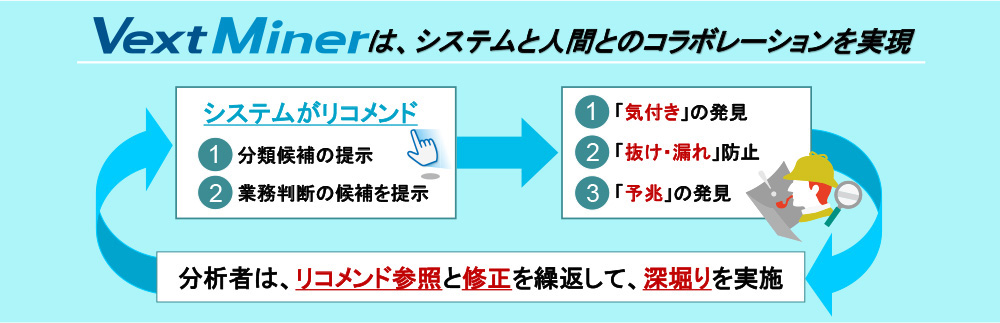 VextMinerは、システムと人間とのコラボレーションを実現
システムがリコメンド
1 分類候補の提示
2 業務判断の候補を提示
1 「気付き」の発見
2 「抜け・漏れ」防止
3 「予兆」の発見
分析者は、リコメンド参照と修正を繰返して、深堀りを実施